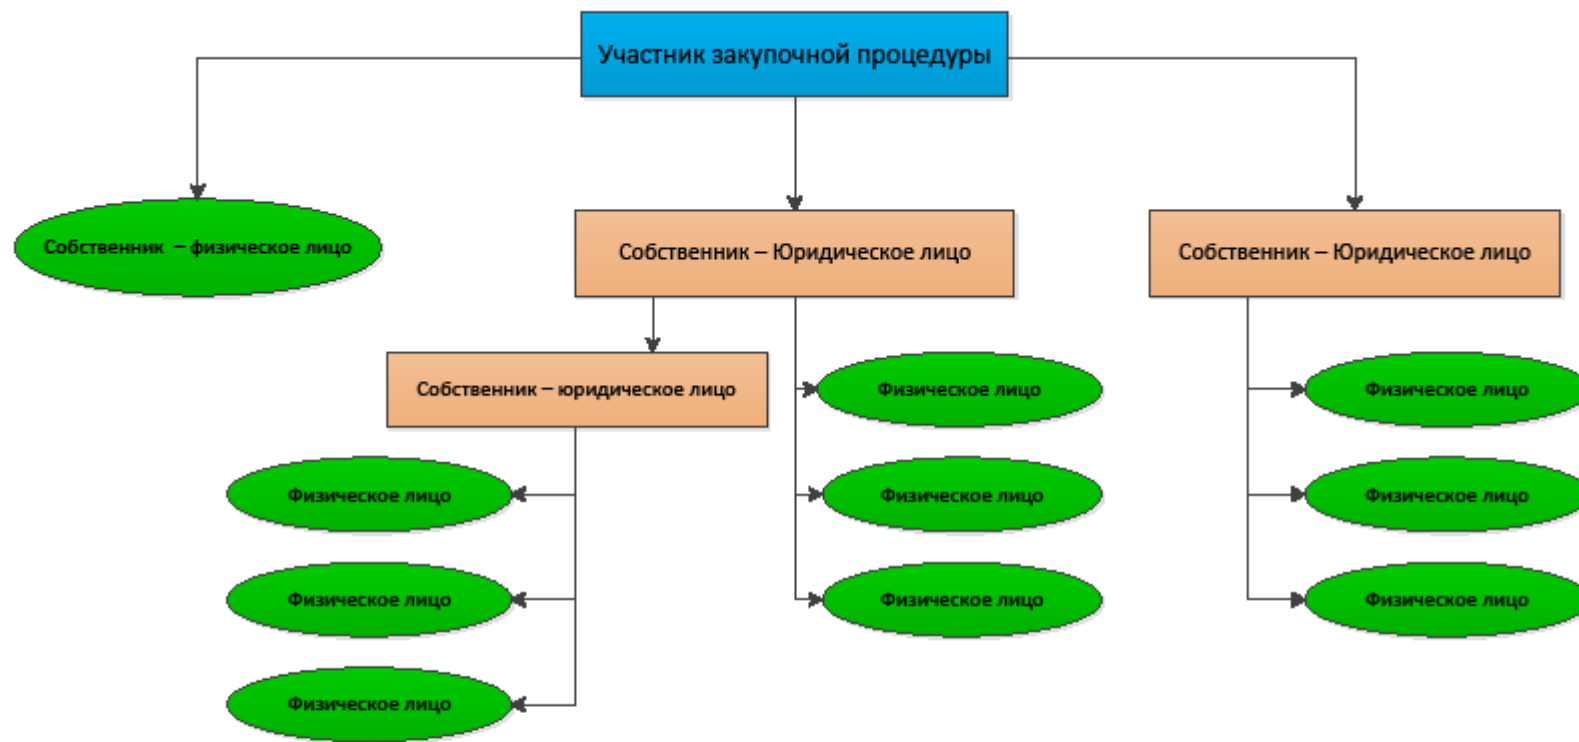 Участник закупочной процедуры
Собственник – физическое лицо
Собственник – Юридическое лицо
Собственник – Юридическое лицо
Собственник – юридическое лицо
Физическое лицо
Физическое лицо
Физическое лицо
Физическое лицо
Физическое лицо
Физическое лицо
Физическое лицо
Физическое лицо
Физическое лицо